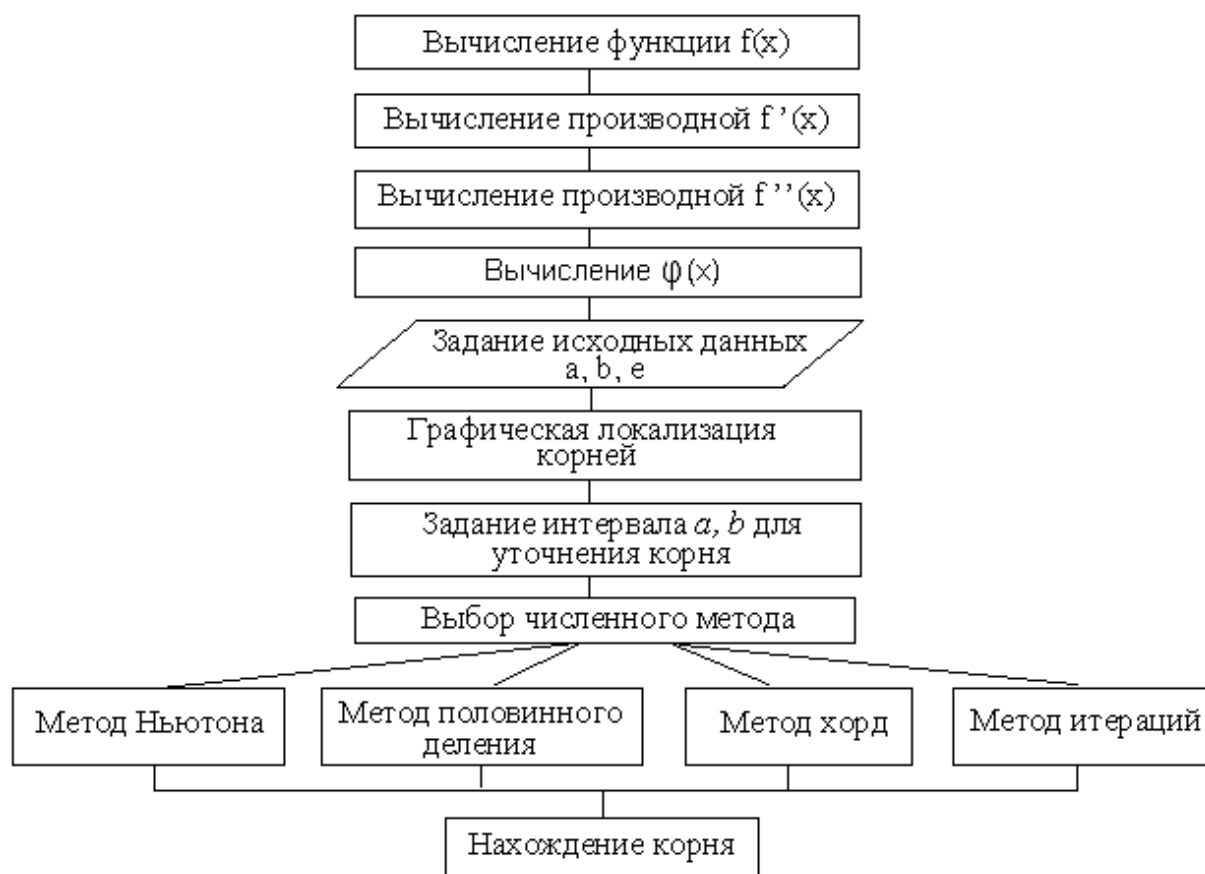 Вычисление функции f(x)
Вычисление производной f '(x)
Вычисление производной f ''(x)
Вычисление φ(x)
Задание исходных данных
a, b, e
Графическая локализация
корней
Задание интервала a, b для
уточнения корня
Выбор численного метода
Метод Ньютона
Метод половинного
деления
Метод хорд
Метод итераций
Нахождение корня